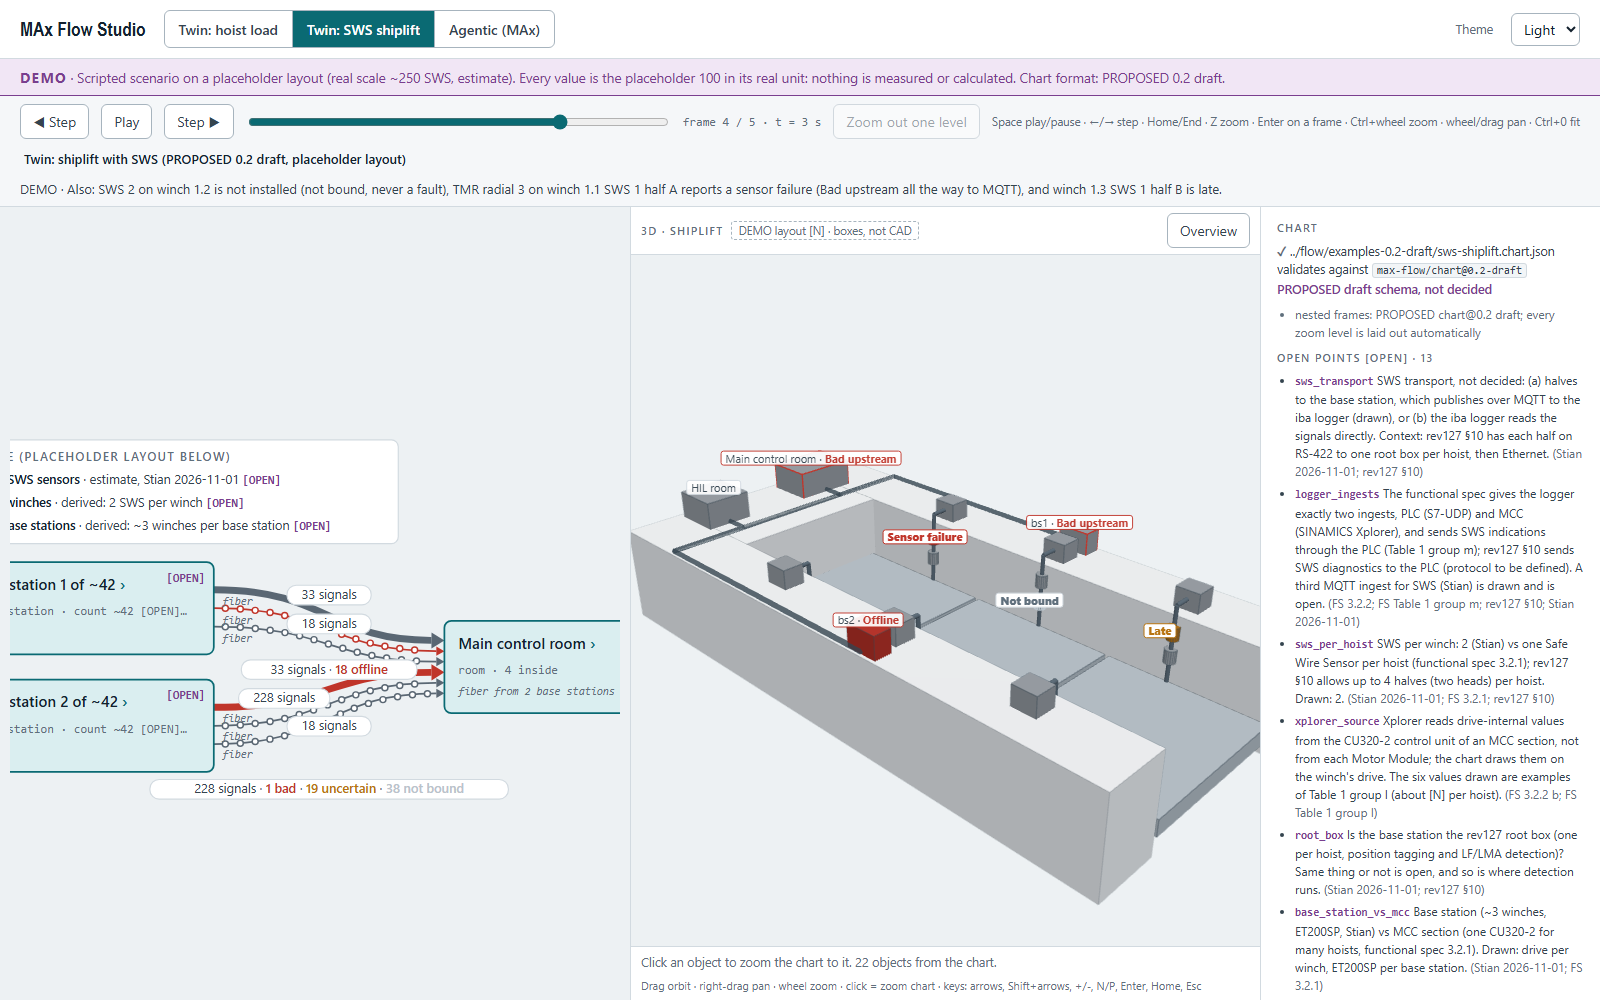 MAx Flow Studio
Twin: hoist load
Twin: SWS shiplift
Agentic (MAx)
Theme
Light
DEMO · Scripted scenario on a placeholder layout (real scale ~250 SWS, estimate). Every value is the placeholder 100 in its real unit: nothing is measured or calculated. Chart format: PROPOSED 0.2 draft.
◀ Step
Play
Step ▶
frame 4 / 5 · t = 3 s
Zoom out one level
Space play/pause · ←/→ step · Home/End · Z zoom · Enter on a frame · Ctrl+wheel zoom · wheel/drag pan · Ctrl+0 fit
Twin: shiplift with SWS (PROPOSED 0.2 draft, placeholder layout)
DEMO · Also: SWS 2 on winch 1.2 is not installed (not bound, never a fault), TMR radial 3 on winch 1.1 SWS 1 half A reports a sensor failure (Bad upstream all the way to MQTT), and winch 1.3 SWS 1 half B is late.
E (PLACEHOLDER LAYOUT BELOW)
SWS sensors · estimate, Stian 2026-11-01 [OPEN]
winches · derived: 2 SWS per winch [OPEN]
ase stations · derived: ~3 winches per base station [OPEN]
station 1 of ~42 ›
[OPEN]
station · count ~42 [OPEN]…
fiber
fiber
fiber
33 signals
18 signals
33 signals · 18 offline
228 signals
18 signals
station 2 of ~42 ›
[OPEN]
station · count ~42 [OPEN]…
fiber
fiber
fiber
Main control room ›
room · 4 inside
fiber from 2 base stations
228 signals · 1 bad · 19 uncertain · 38 not bound
3D · SHIPLIFT
DEMO layout [N] · boxes, not CAD
Overview
Main control room · Bad upstream
HIL room
bs1 · Bad upstream
Sensor failure
Not bound
bs2 · Offline
Late
Click an object to zoom the chart to it. 22 objects from the chart.
Drag orbit · right-drag pan · wheel zoom · click = zoom chart · keys: arrows, Shift+arrows, +/-, N/P, Enter, Home, Esc
CHART
✓ ../flow/examples-0.2-draft/sws-shiplift.chart.json
validates against max-flow/chart@0.2-draft
PROPOSED draft schema, not decided
• nested frames: PROPOSED chart@0.2 draft; every
zoom level is laid out automatically
OPEN POINTS [OPEN] · 13
• sws_transport SWS transport, not decided: (a) halves
to the base station, which publishes over MQTT to the
iba logger (drawn), or (b) the iba logger reads the
signals directly. Context: rev127 §10 has each half on
RS-422 to one root box per hoist, then Ethernet. (Stian
2026-11-01; rev127 §10)
• logger_ingests The functional spec gives the logger
exactly two ingests, PLC (S7-UDP) and MCC
(SINAMICS Xplorer), and sends SWS indications
through the PLC (Table 1 group m); rev127 §10 sends
SWS diagnostics to the PLC (protocol to be defined). A
third MQTT ingest for SWS (Stian) is drawn and is
open. (FS 3.2.2; FS Table 1 group m; rev127 §10; Stian
2026-11-01)
• sws_per_hoist SWS per winch: 2 (Stian) vs one Safe
Wire Sensor per hoist (functional spec 3.2.1); rev127
§10 allows up to 4 halves (two heads) per hoist.
Drawn: 2. (Stian 2026-11-01; FS 3.2.1; rev127 §10)
• xplorer_source Xplorer reads drive-internal values
from the CU320-2 control unit of an MCC section, not
from each Motor Module; the chart draws them on
the winch's drive. The six values drawn are examples
of Table 1 group l (about [N] per hoist). (FS 3.2.2 b; FS
Table 1 group l)
• root_box Is the base station the rev127 root box (one
per hoist, position tagging and LF/LMA detection)?
Same thing or not is open, and so is where detection
runs. (Stian 2026-11-01; rev127 §10)
• base_station_vs_mcc Base station (~3 winches,
ET200SP, Stian) vs MCC section (one CU320-2 for
many hoists, functional spec 3.2.1). Drawn: drive per
winch, ET200SP per base station. (Stian 2026-11-01; FS
3.2.1)